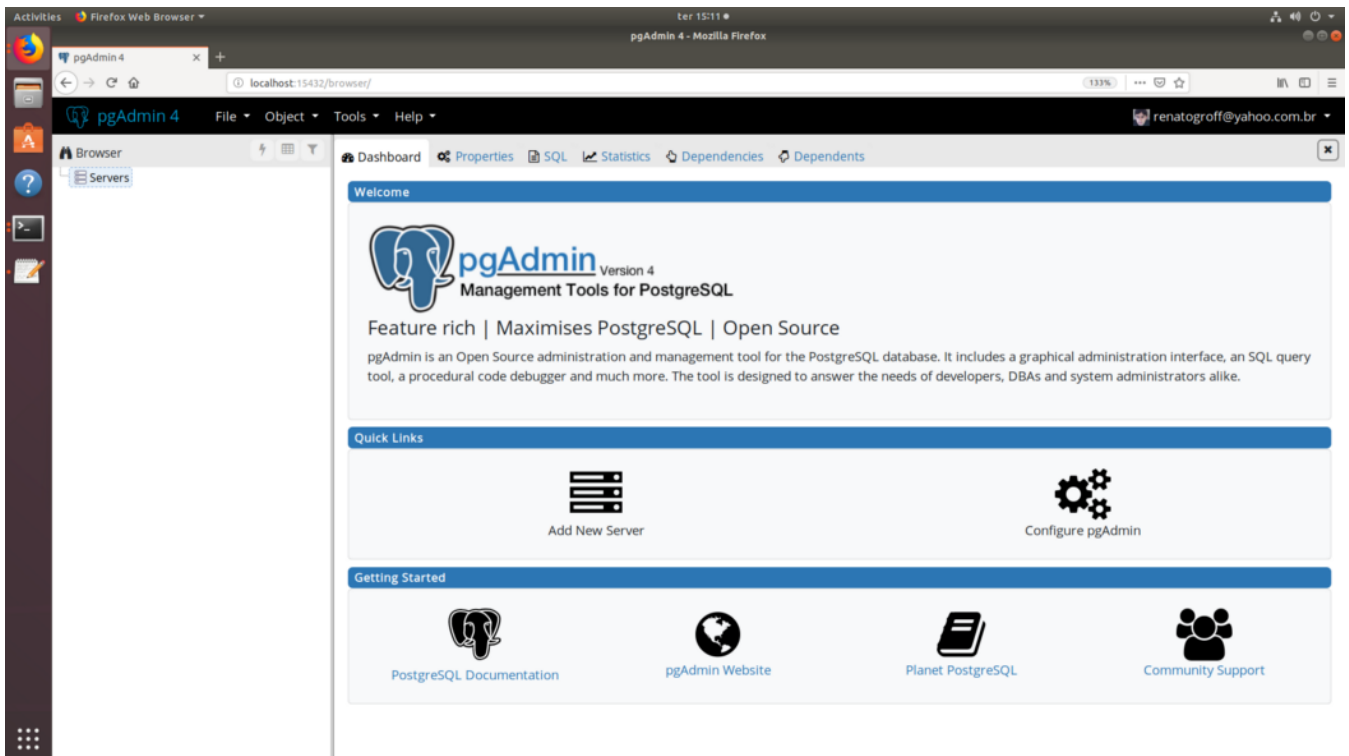 Activities Firefox Web Browser ter 15:11
pgAdmin 4 - Mozilla Firefox
pgAdmin 4
localhost:15432/browser/ 133%
pgAdmin 4 File Object Tools Help renatogroff@yahoo.com.br
Browser
Servers
Dashboard Properties SQL Statistics Dependencies Dependents
Welcome
pgAdmin Version 4
Management Tools for PostgreSQL
Feature rich | Maximises PostgreSQL | Open Source
pgAdmin is an Open Source administration and management tool for the PostgreSQL database. It includes a graphical administration interface, an SQL query
tool, a procedural code debugger and much more. The tool is designed to answer the needs of developers, DBAs and system administrators alike.
Quick Links
Add New Server Configure pgAdmin
Getting Started
PostgreSQL Documentation pgAdmin Website Planet PostgreSQL Community Support